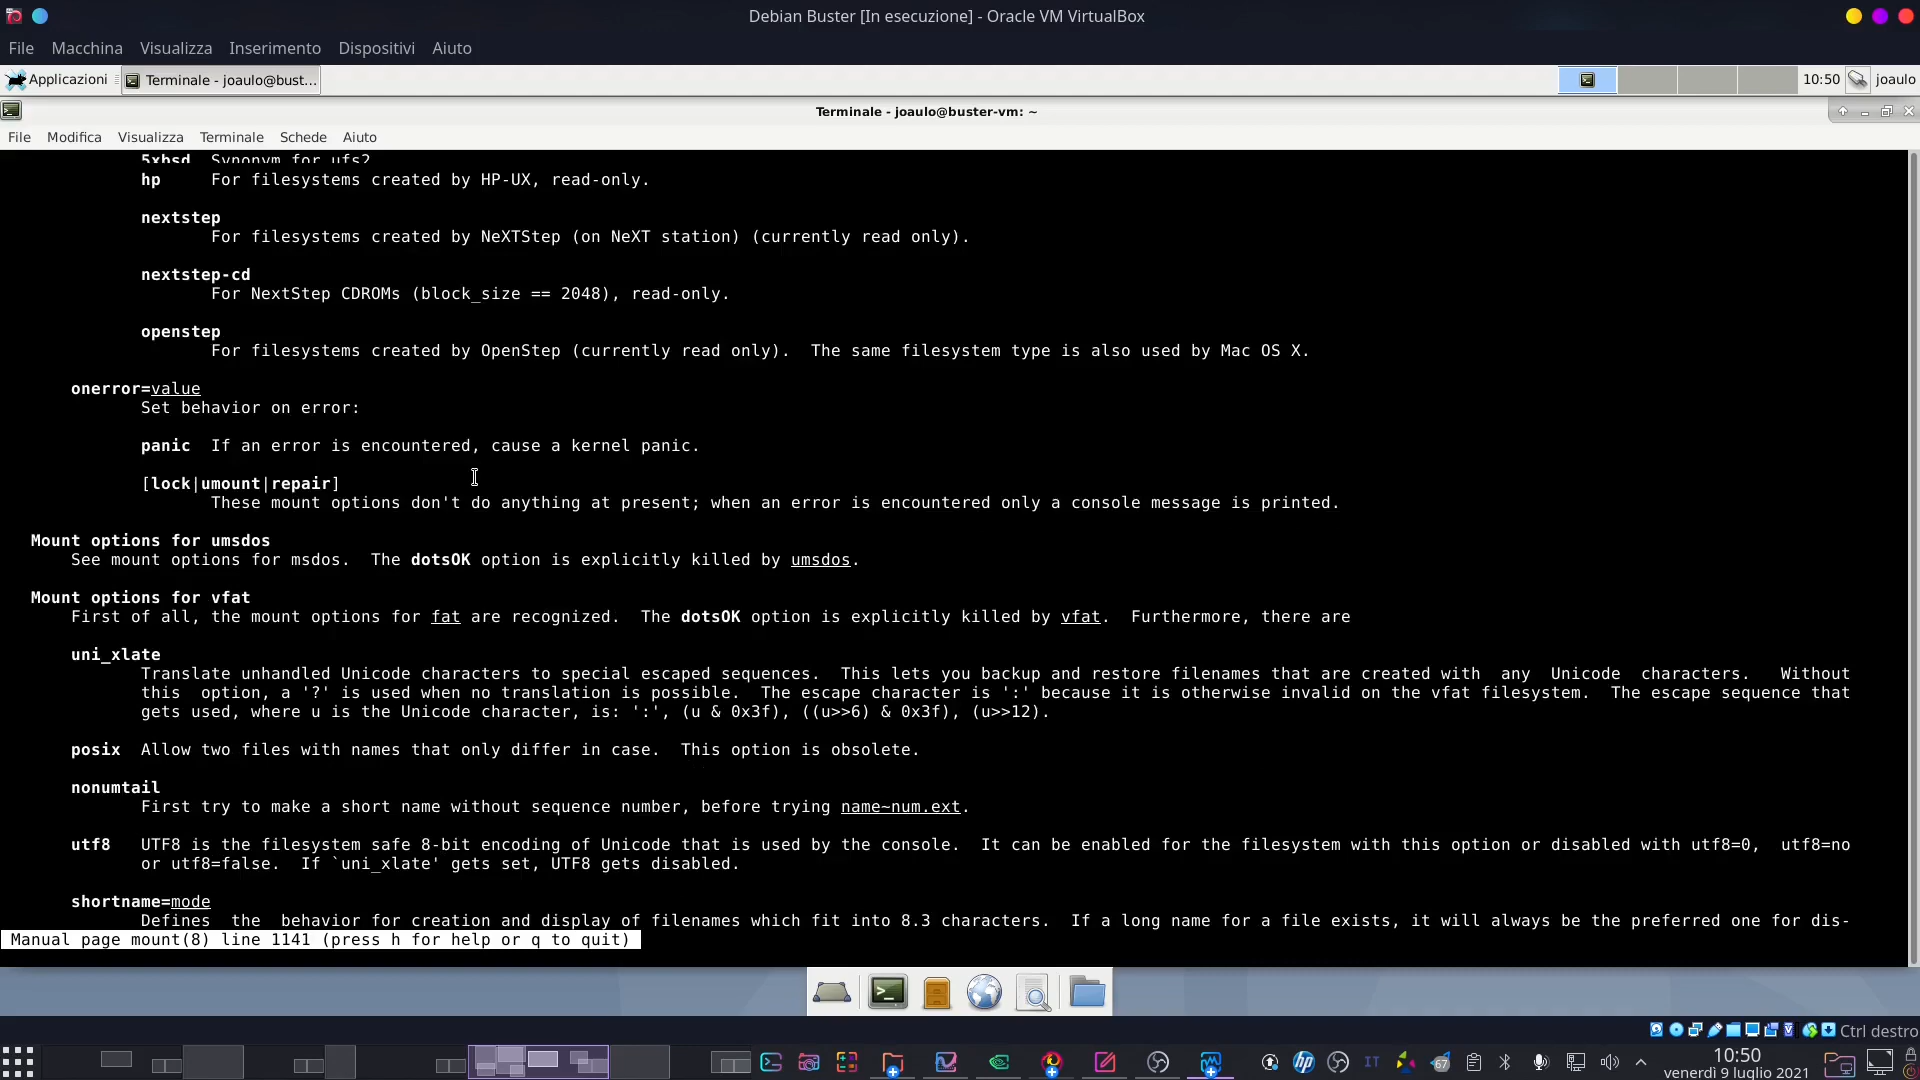 Debian Buster [In esecuzione] - Oracle VM VirtualBox
File Macchina Visualizza Inserimento Dispositivi Aiuto
Applicazioni Terminale - joaulo@bust... 10:50 joaulo
Terminale - joaulo@buster-vm: ~
File Modifica Visualizza Terminale Schede Aiuto
5xbsd Synonym for ufs2
hp For filesystems created by HP-UX, read-only.
nextstep
For filesystems created by NeXTStep (on NeXT station) (currently read only).
nextstep-cd
For NextStep CDROMs (block_size == 2048), read-only.
openstep
For filesystems created by OpenStep (currently read only). The same filesystem type is also used by Mac OS X.
onerror=value
Set behavior on error:
panic If an error is encountered, cause a kernel panic.
[lock|umount|repair]
These mount options don't do anything at present; when an error is encountered only a console message is printed.
Mount options for umsdos
See mount options for msdos. The dotsOK option is explicitly killed by umsdos.
Mount options for vfat
First of all, the mount options for fat are recognized. The dotsOK option is explicitly killed by vfat. Furthermore, there are
uni_xlate
Translate unhandled Unicode characters to special escaped sequences. This lets you backup and restore filenames that are created with any Unicode characters. Without
this option, a '?' is used when no translation is possible. The escape character is ':' because it is otherwise invalid on the vfat filesystem. The escape sequence that
gets used, where u is the Unicode character, is: ':', (u & 0x3f), ((u>>6) & 0x3f), (u>>12).
posix Allow two files with names that only differ in case. This option is obsolete.
nonumtail
First try to make a short name without sequence number, before trying name~num.ext.
utf8 UTF8 is the filesystem safe 8-bit encoding of Unicode that is used by the console. It can be enabled for the filesystem with this option or disabled with utf8=0, utf8=no
or utf8=false. If `uni_xlate' gets set, UTF8 gets disabled.
shortname=mode
Defines the behavior for creation and display of filenames which fit into 8.3 characters. If a long name for a file exists, it will always be the preferred one for dis-
Manual page mount(8) line 1141 (press h for help or q to quit)
Ctrl destro
IT 67 10:50
venerdì 9 luglio 2021